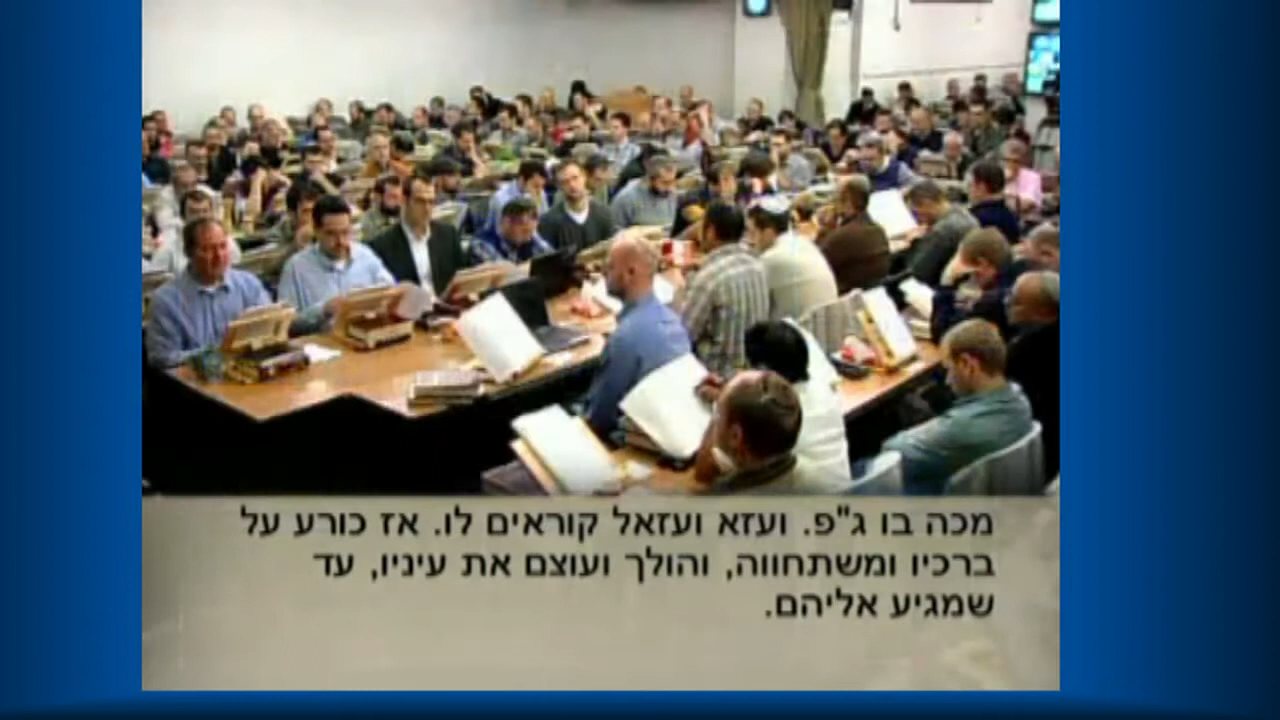 מכה בו ג"פ. ועזא ועזאל קוראים לו. אז כורע על
ברכיו ומשתחווה, והולך ועוצם את עיניו, עד
שמגיע אליהם.